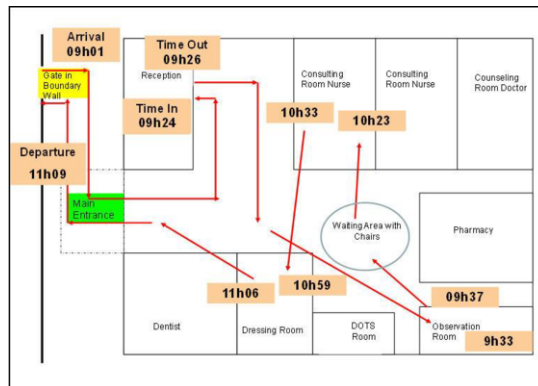 Arrival
09h01
Time Out
09h26
Gate in
Boundary
Wall
Reception
Consulting
Room Nurse
Consulting
Room Nurse
Counseling
Room Doctor
Time In
09h24
10h33
10h23
Departure
11h09
Main
Entrance
Waiting Area with
Chairs
Pharmacy
11h06
10h59
09h37
Dentist
Dressing Room
DOTS
Room
Observation
Room
9h33